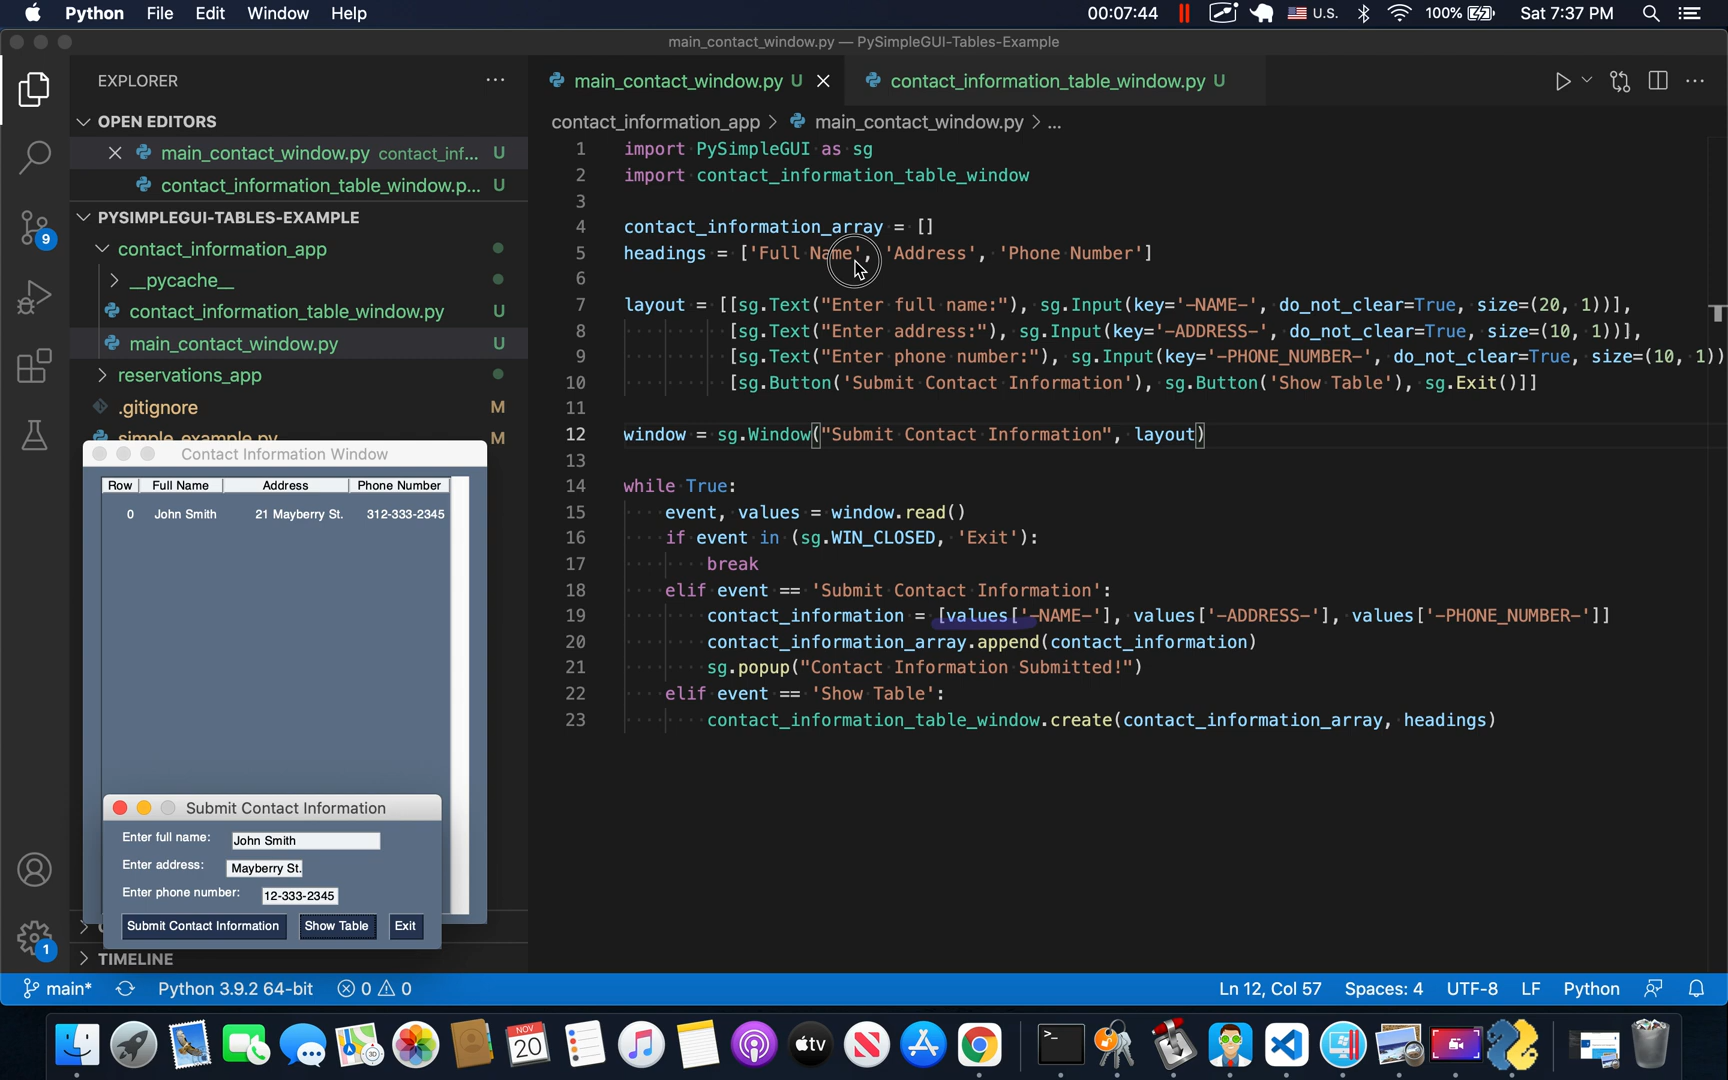 Python File Edit Window Help 00:07:44 U.S. 100% Sat 7:37 PM
main_contact_window.py — PySimpleGUI-Tables-Example
EXPLORER
OPEN EDITORS
main_contact_window.py contact_inf... U
contact_information_table_window.p... U
PYSIMPLEGUI-TABLES-EXAMPLE
contact_information_app
__pycache__
contact_information_table_window.py U
main_contact_window.py U
reservations_app
.gitignore M
simple_example.py M
TIMELINE
9
1
main_contact_window.py U
contact_information_table_window.py U
contact_information_app > main_contact_window.py > ...
1 import PySimpleGUI as sg
2 import contact_information_table_window
3
4 contact_information_array = []
5 headings = ['Full Name', 'Address', 'Phone Number']
6
7 layout = [[sg.Text("Enter full name:"), sg.Input(key='-NAME-', do_not_clear=True, size=(20, 1))],
8 [sg.Text("Enter address:"), sg.Input(key='-ADDRESS-', do_not_clear=True, size=(10, 1))],
9 [sg.Text("Enter phone number:"), sg.Input(key='-PHONE_NUMBER-', do_not_clear=True, size=(10, 1))
10 [sg.Button('Submit Contact Information'), sg.Button('Show Table'), sg.Exit()]]
11
12 window = sg.Window("Submit Contact Information", layout)
13
14 while True:
15 event, values = window.read()
16 if event in (sg.WIN_CLOSED, 'Exit'):
17 break
18 elif event == 'Submit Contact Information':
19 contact_information = [values['-NAME-'], values['-ADDRESS-'], values['-PHONE_NUMBER-']]
20 contact_information_array.append(contact_information)
21 sg.popup("Contact Information Submitted!")
22 elif event == 'Show Table':
23 contact_information_table_window.create(contact_information_array, headings)
Contact Information Window
Row Full Name Address Phone Number
0 John Smith 21 Mayberry St. 312-333-2345
Submit Contact Information
Enter full name: John Smith
Enter address: Mayberry St.
Enter phone number: 12-333-2345
Submit Contact Information Show Table Exit
main* Python 3.9.2 64-bit 0 0 Ln 12, Col 57 Spaces: 4 UTF-8 LF Python
NOV
20
tv